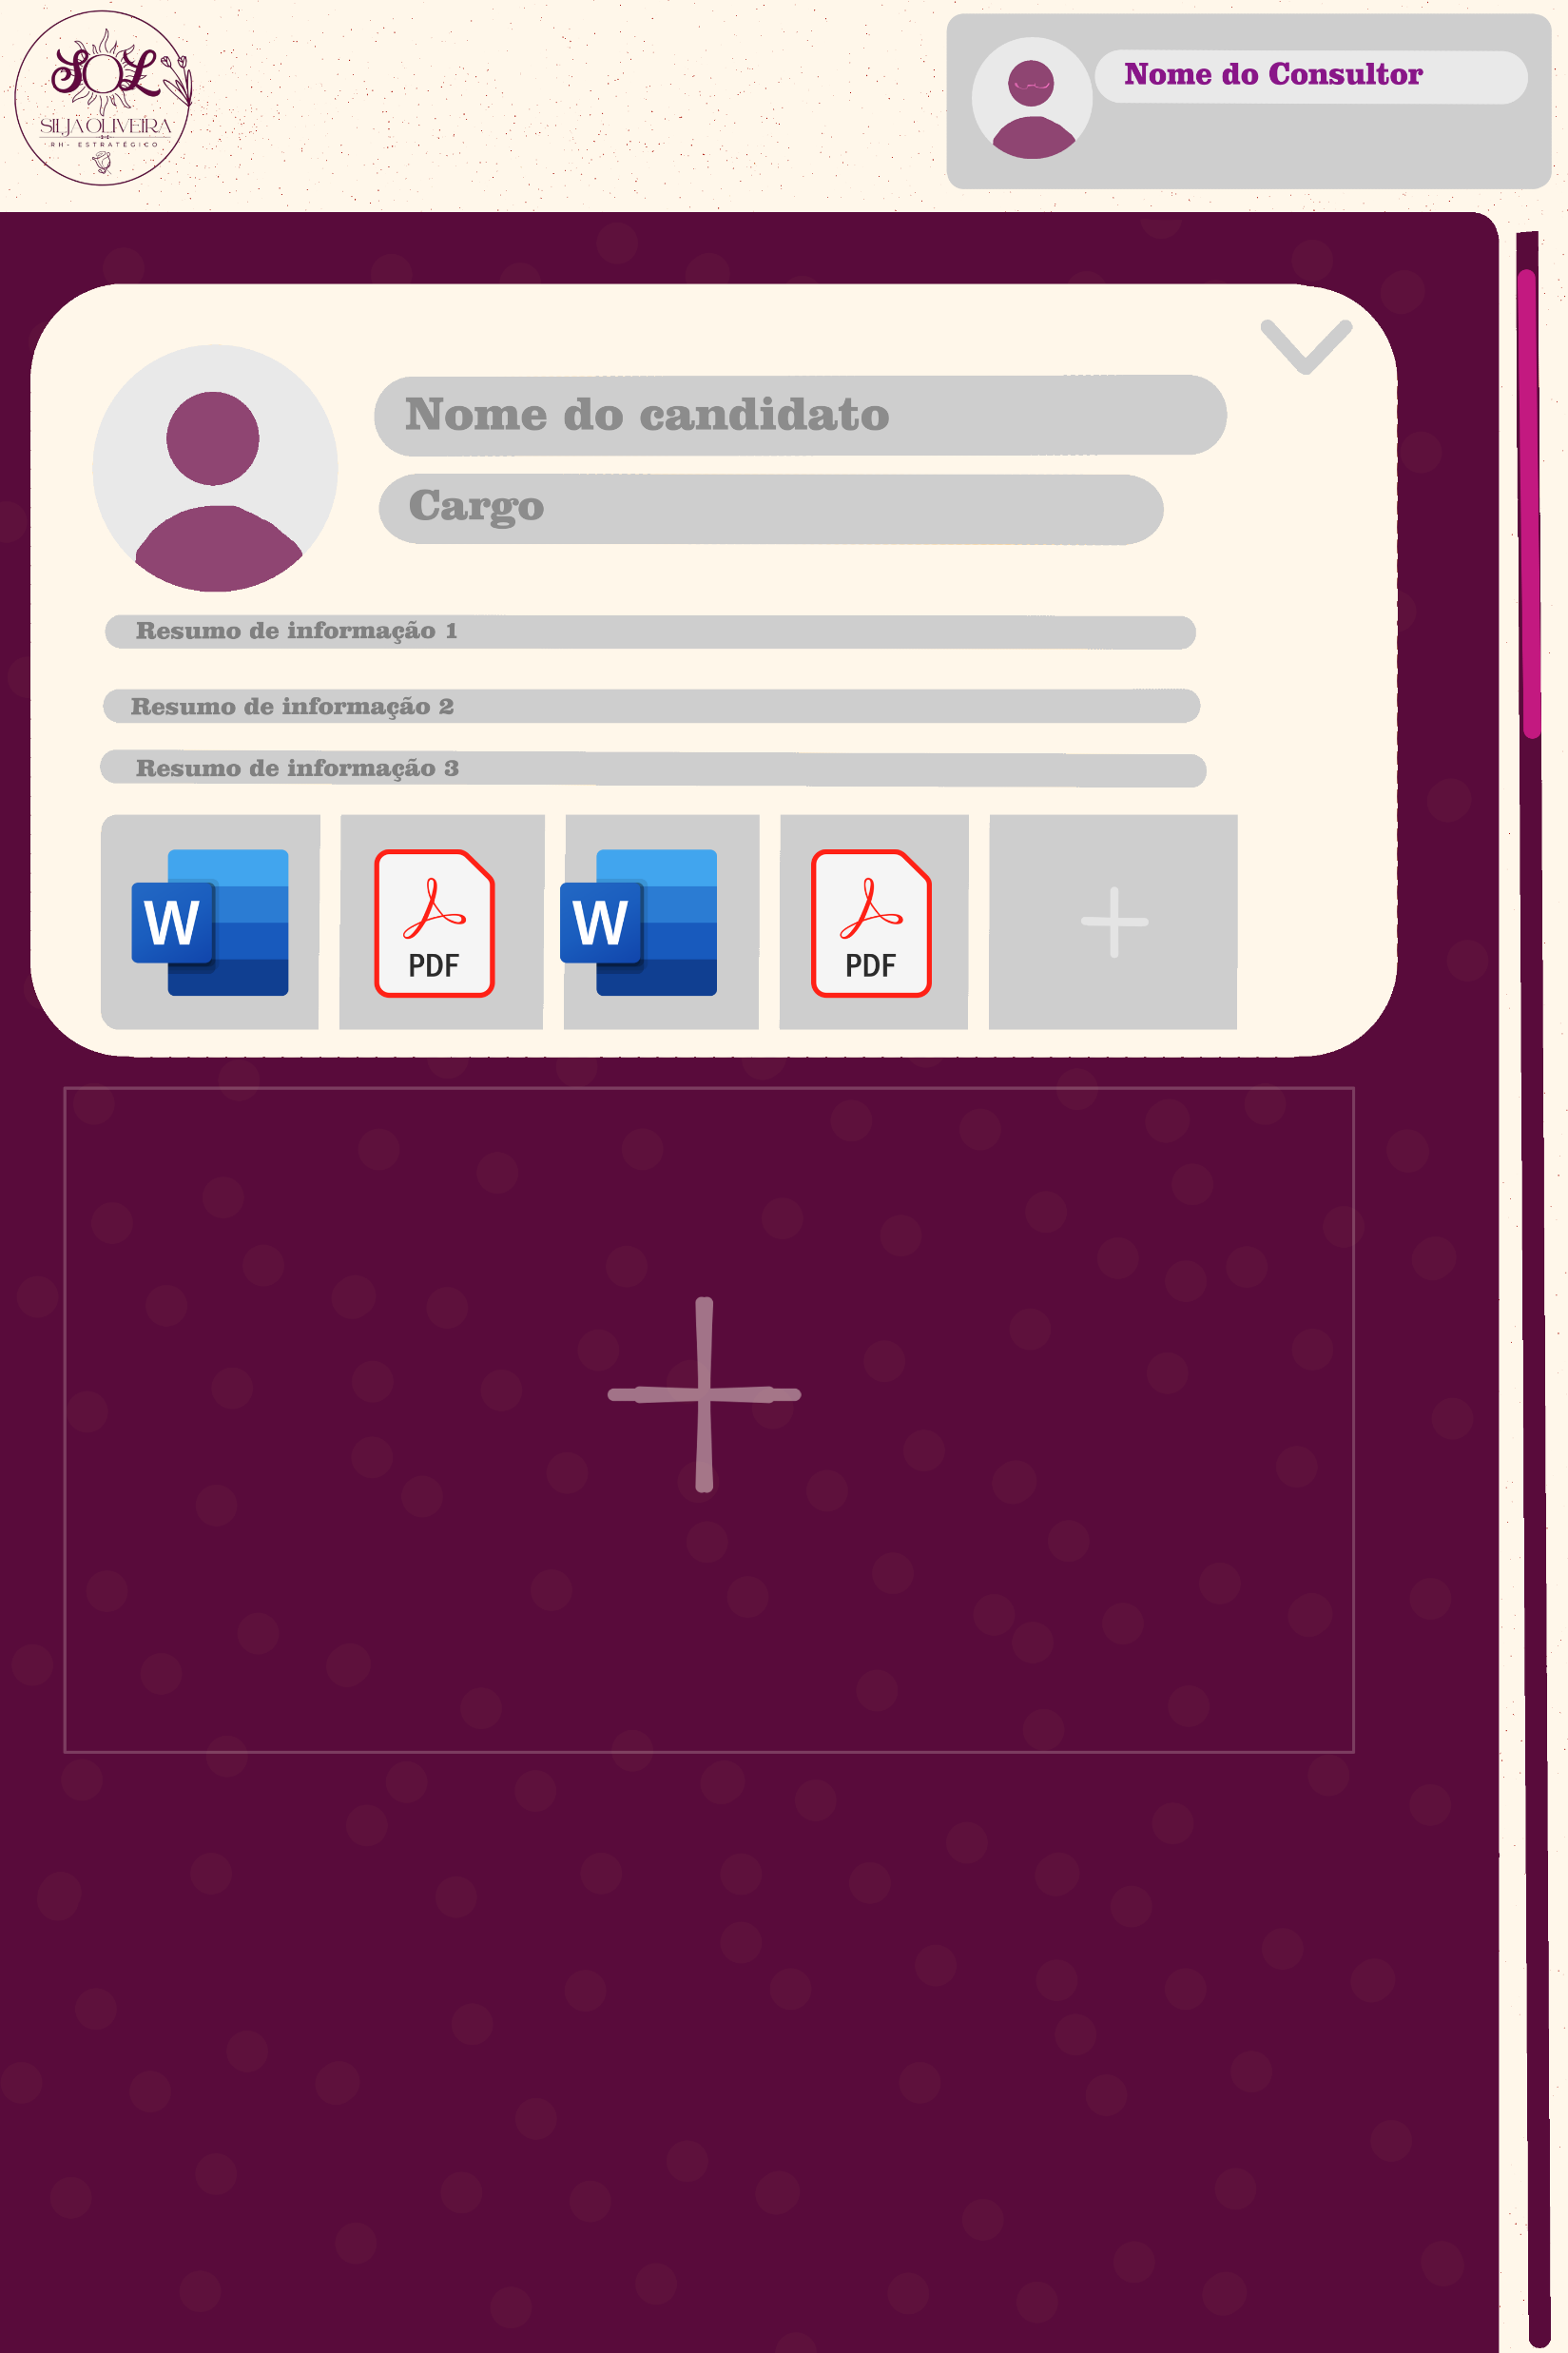 SOL
SILJA OLIVEIRA
DE
RH- ESTRATÉGICO
Nome do Consultor
Nome do candidato
Cargo
Resumo de informação 1
Resumo de informação 2
Resumo de informação 3
W
PDF
W
PDF